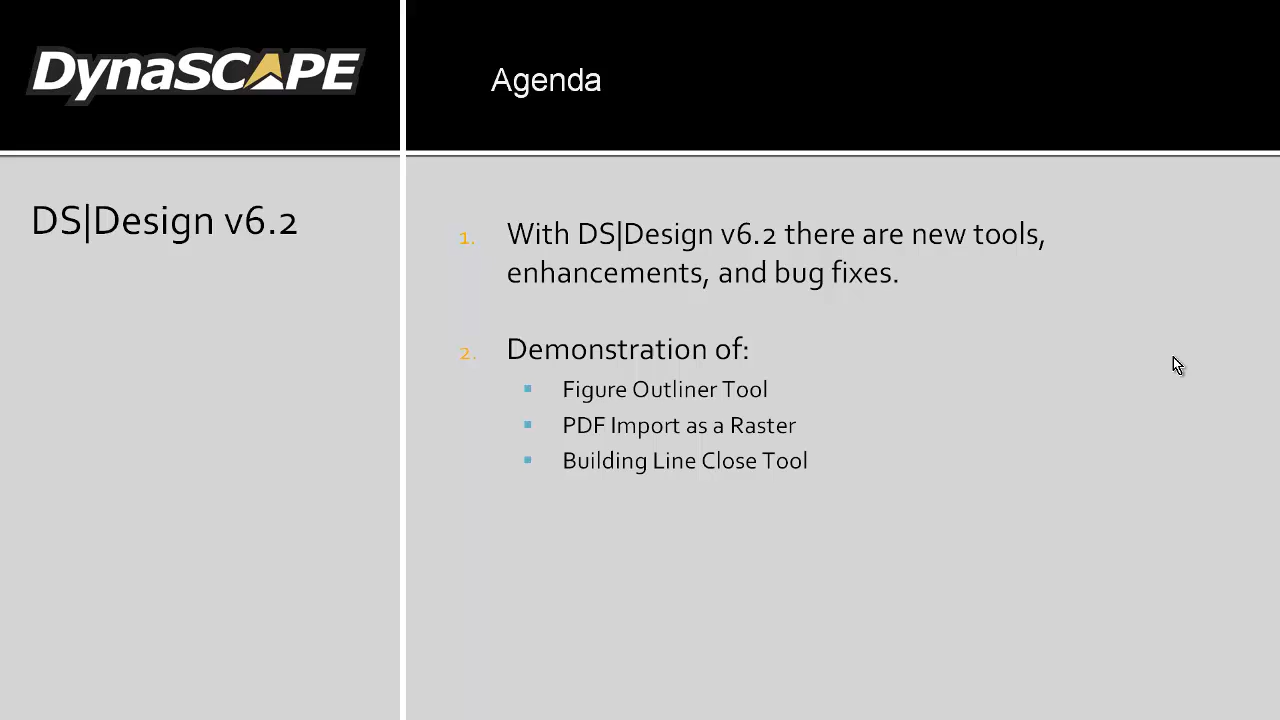 DynaSCAPE
Agenda
DS|Design v6.2
1. With DS|Design v6.2 there are new tools,
enhancements, and bug fixes.
2. Demonstration of:
▪ Figure Outliner Tool
▪ PDF Import as a Raster
▪ Building Line Close Tool